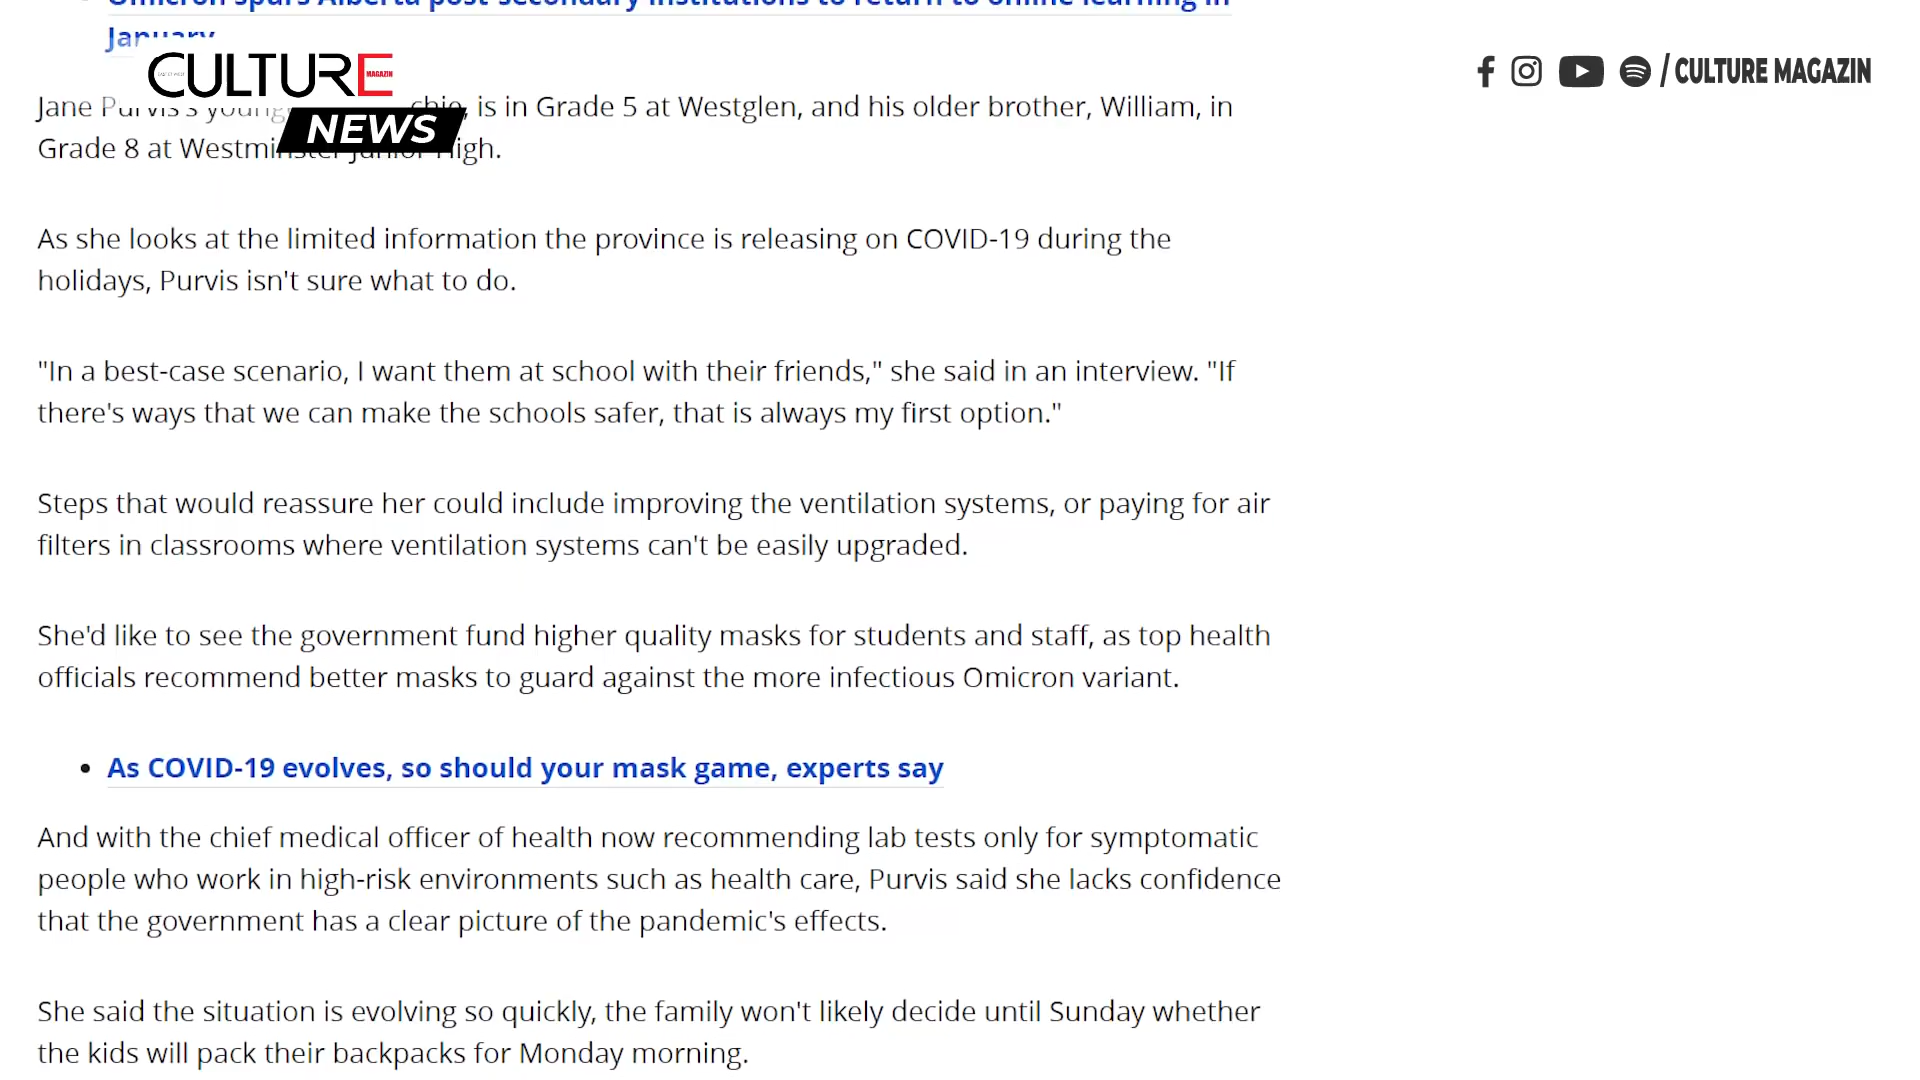 Omicron spurs Alberta post-secondary institutions to return to online learning in
January
CULTURE
MAGAZIN
NEWS
/ CULTURE MAGAZIN
Jane Purvis's is in Grade 5 at Westglen, and his older brother, William, in
Grade 8 at Westminster Junior High.
As she looks at the limited information the province is releasing on COVID-19 during the
holidays, Purvis isn't sure what to do.
"In a best-case scenario, I want them at school with their friends," she said in an interview. "If
there's ways that we can make the schools safer, that is always my first option."
Steps that would reassure her could include improving the ventilation systems, or paying for air
filters in classrooms where ventilation systems can't be easily upgraded.
She'd like to see the government fund higher quality masks for students and staff, as top health
officials recommend better masks to guard against the more infectious Omicron variant.
• As COVID-19 evolves, so should your mask game, experts say
And with the chief medical officer of health now recommending lab tests only for symptomatic
people who work in high-risk environments such as health care, Purvis said she lacks confidence
that the government has a clear picture of the pandemic's effects.
She said the situation is evolving so quickly, the family won't likely decide until Sunday whether
the kids will pack their backpacks for Monday morning.